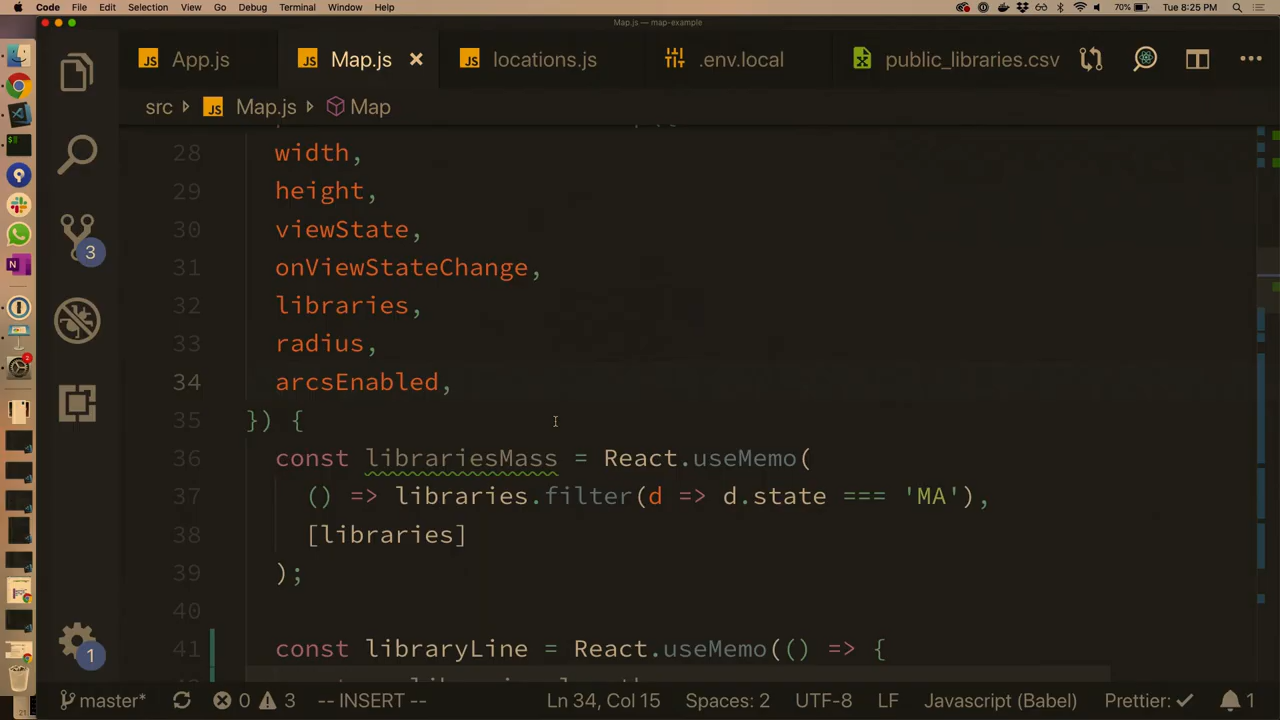 Code File Edit Selection View Go Debug Terminal Window Help 70% Tue 8:25 PM
Map.js — map-example
JS App.js JS Map.js × JS locations.js .env.local public_libraries.csv
src JS Map.js Map
28 width,
29 height,
30 viewState,
31 onViewStateChange,
32 libraries,
33 radius,
34 arcsEnabled,
35 }) {
36 const librariesMass = React.useMemo(
37 () => libraries.filter(d => d.state === 'MA'),
38 [libraries]
39 );
40
41 const libraryLine = React.useMemo(() => {
3
1
master* 0 3 -- INSERT -- Ln 34, Col 15 Spaces: 2 UTF-8 LF Javascript (Babel) Prettier: ✓ 1